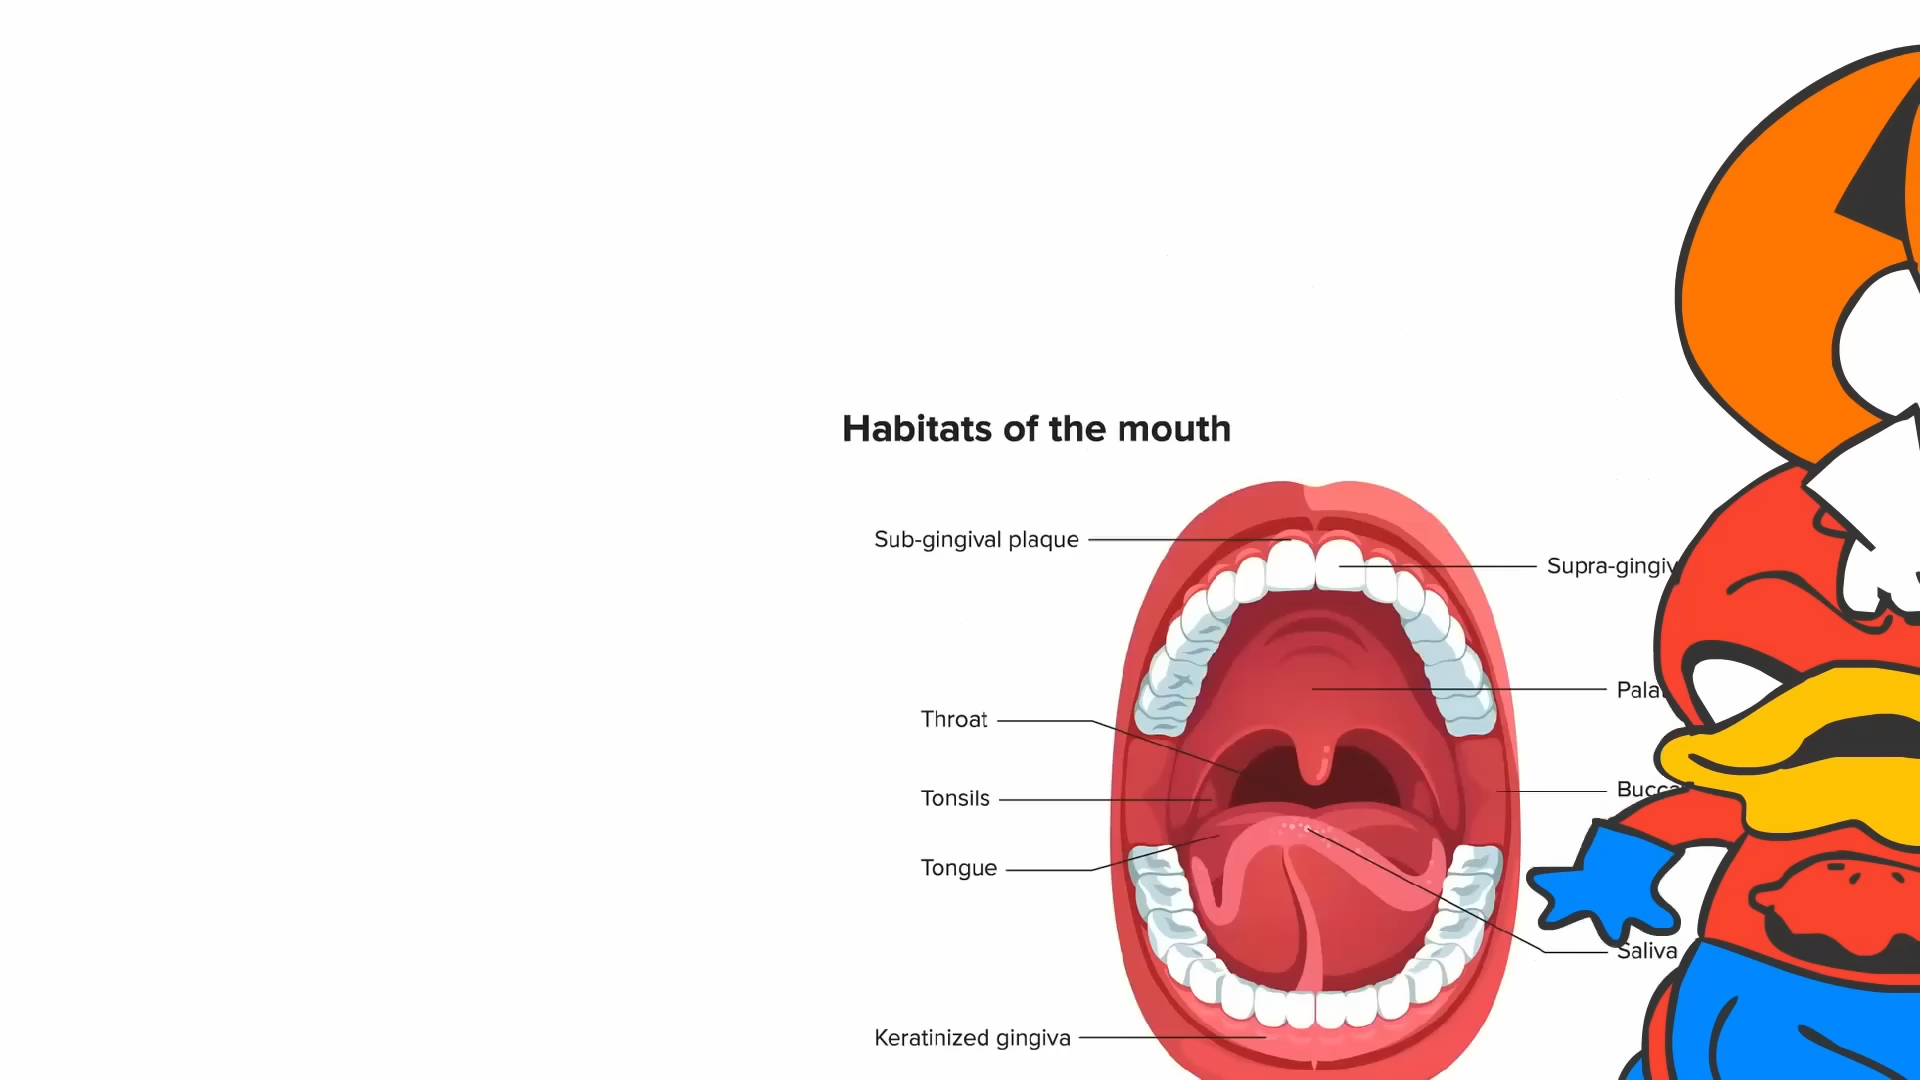 Habitats of the mouth
Sub-gingival plaque
Throat
Tonsils
Tongue
Keratinized gingiva
Saliva